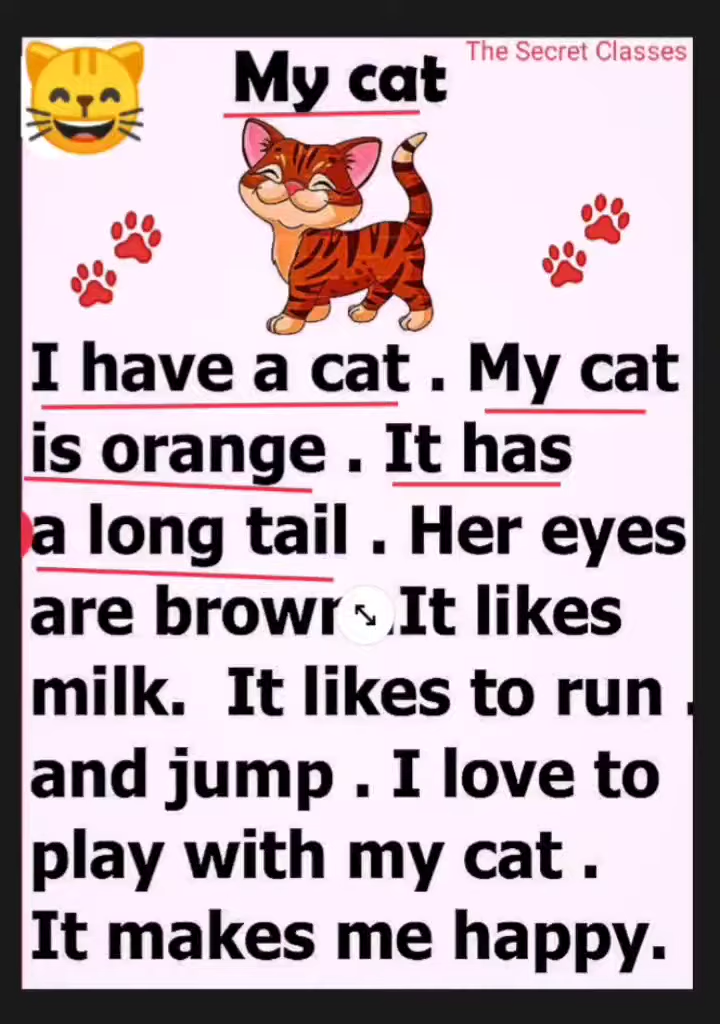 The Secret Classes
My cat
I have a cat . My cat
is orange . It has
a long tail . Her eyes
are brown .It likes
milk.  It likes to run .
and jump . I love to
play with my cat .
It makes me happy.